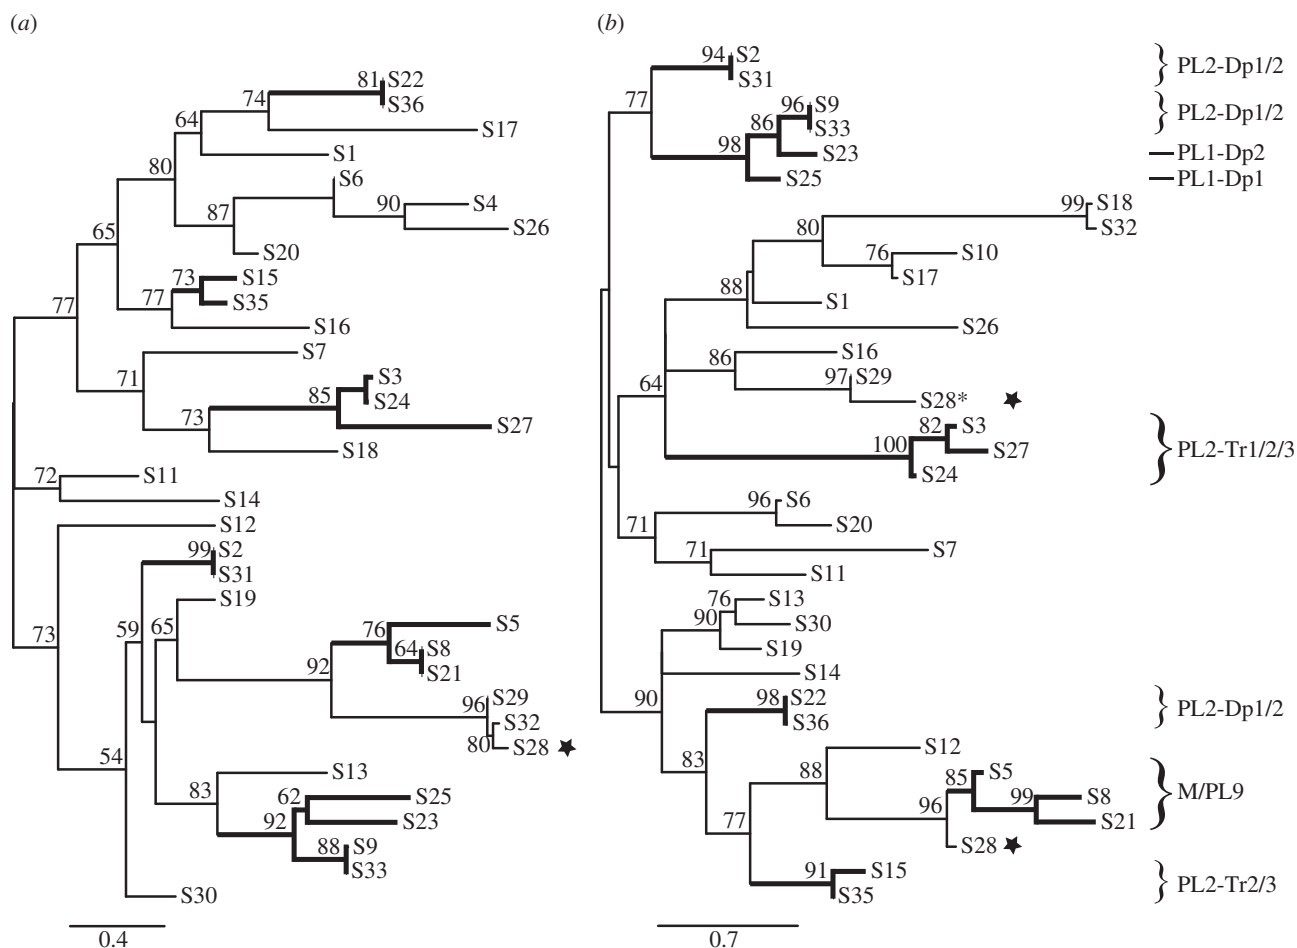 (a)
81 S22
S36
74
S17
64
S1
80
S6
90 S4
S26
87
S20
65
73 S15
S35
77
S16
77
S7
71
S3
85 S24
S27
73
S18
72 S11
S14
S12
99 S2
S31
73
59
65 S19
76 S5
64 S8
S21
92
96 S29
S32
80 S28
54
S13
83
62 S25
S23
92
88 S9
S33
S30
0.4
(b)
94 S2
S31
PL2-Dp1/2
77
96 S9
S33
PL2-Dp1/2
86
S23
PL1-Dp2
98
S25
PL1-Dp1
99 S18
S32
80
76 S10
S17
88
S1
S26
86 S16
97 S29
S28*
64
82 S3
100 S27
S24
PL2-Tr1/2/3
96 S6
S20
71
71 S7
S11
76 S13
S30
90
S19
S14
90
98 S22
S36
PL2-Dp1/2
83
S12
88
85 S5
99 S8
S21
M/PL9
96
S28
77
91 S15
S35
PL2-Tr2/3
0.7